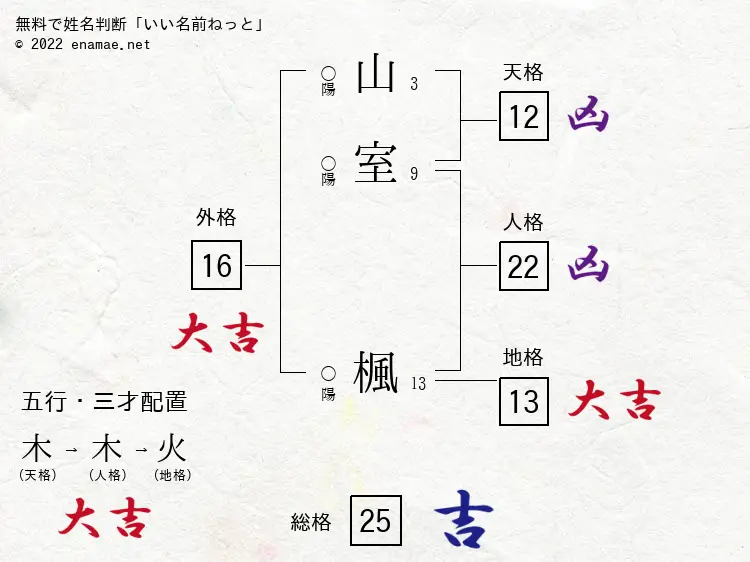 無料で姓名判断「いい名前ねっと」
© 2022 enamae.net
○陽 山 3
天格
12 凶
○陽 室 9
外格
16
大吉
人格
22 凶
○陽 楓 13
地格
13 大吉
五行・三才配置
木→木→火
(天格) (人格) (地格)
大吉
総格 25 吉